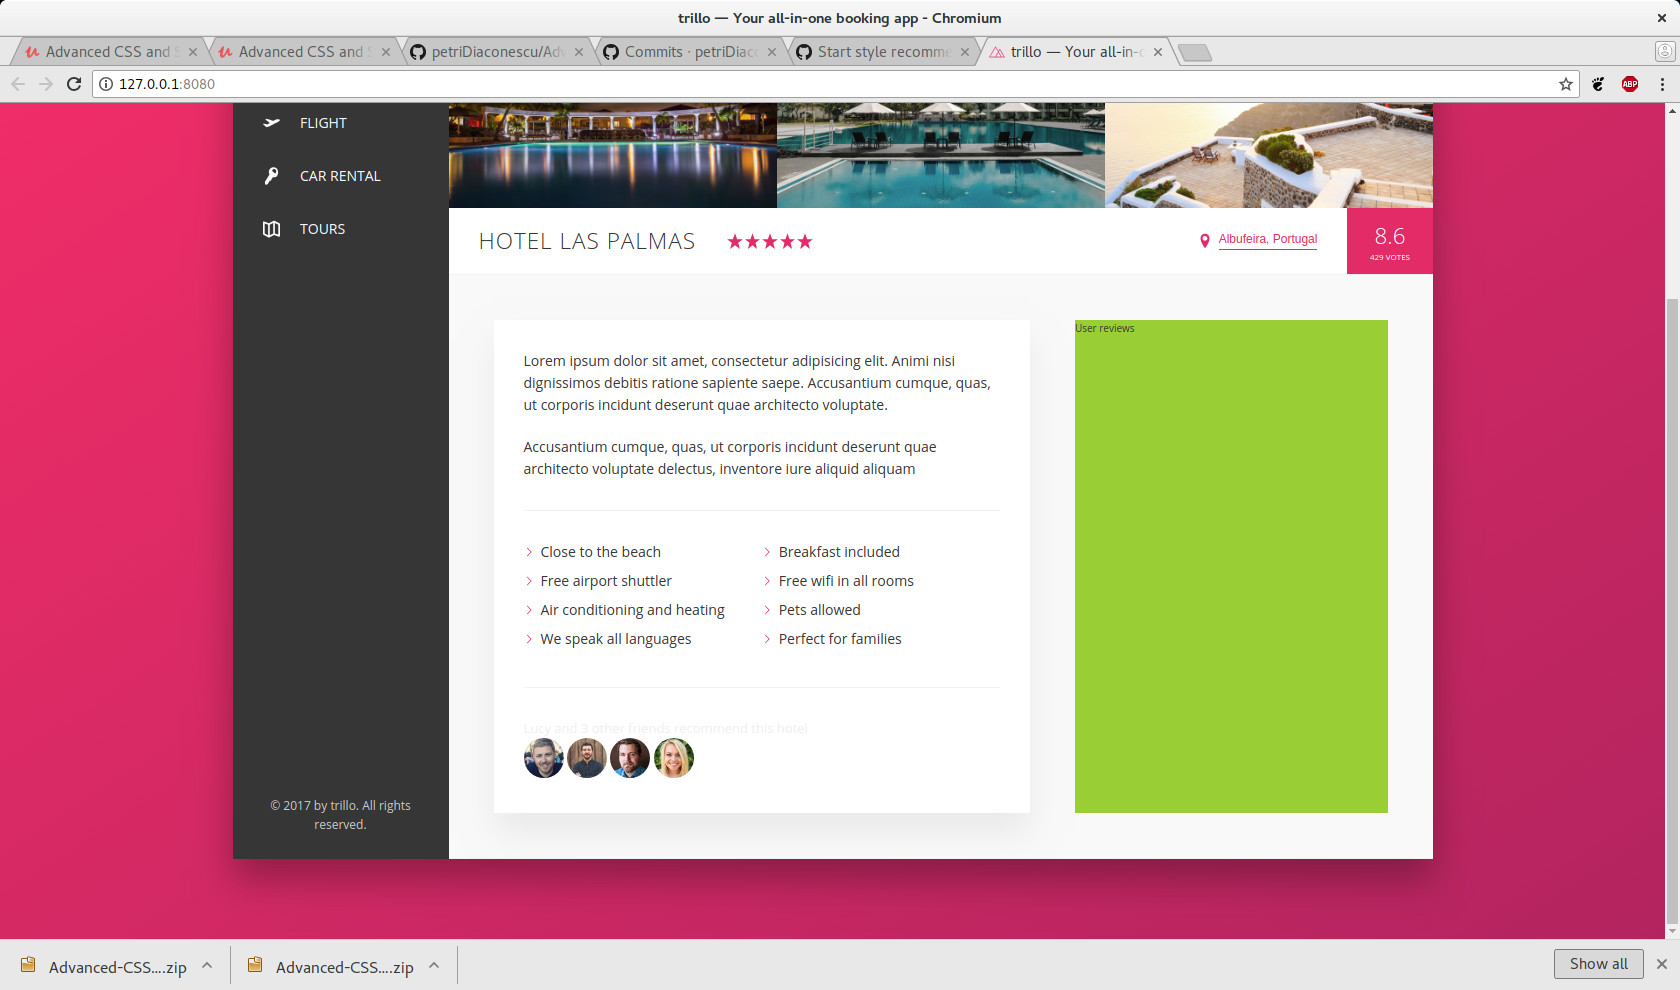 trillo — Your all-in-one booking app - Chromium
Advanced CSS and S
Advanced CSS and S
petriDiaconescu/Adv
Commits · petriDiaco
Start style recomme
trillo — Your all-in-o
127.0.0.1:8080
ABP
FLIGHT
CAR RENTAL
TOURS
HOTEL LAS PALMAS
Albufeira, Portugal
8.6
429 VOTES
Lorem ipsum dolor sit amet, consectetur adipisicing elit. Animi nisi
dignissimos debitis ratione sapiente saepe. Accusantium cumque, quas,
ut corporis incidunt deserunt quae architecto voluptate.
Accusantium cumque, quas, ut corporis incidunt deserunt quae
architecto voluptate delectus, inventore iure aliquid aliquam
Close to the beach
Breakfast included
Free airport shuttler
Free wifi in all rooms
Air conditioning and heating
Pets allowed
We speak all languages
Perfect for families
Lucy and 3 other friends recommend this hotel
User reviews
© 2017 by trillo. All rights
reserved.
Advanced-CSS....zip
Advanced-CSS....zip
Show all